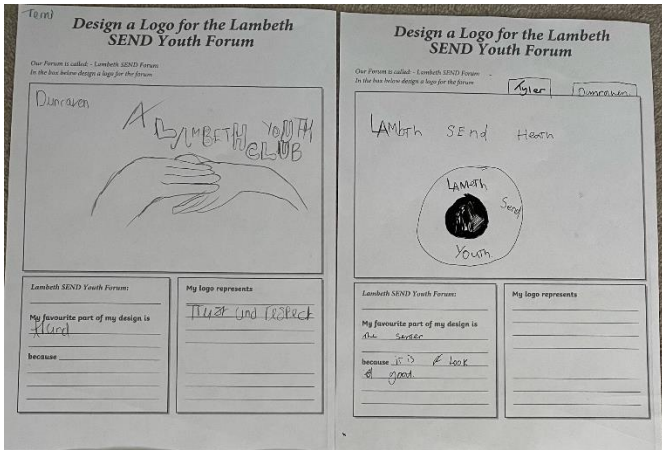 Temi
Design a Logo for the Lambeth
SEND Youth Forum
Our Forum is called: - Lambeth SEND Forum
In the box below design a logo for the forum
Dunraven
A LAMBETH YOUTH
CLUB
Lambeth SEND Youth Forum:
My favourite part of my design is
Hand
because
My logo represents
Trust and respect
Design a Logo for the Lambeth
SEND Youth Forum
Our Forum is called: - Lambeth SEND Forum
In the box below design a logo for the forum
Tyler
Dunraven
LAMbth SEnd Heath
LAMeth
Send
Youth
Lambeth SEND Youth Forum:
My favourite part of my design is
the
because it is look
good.
My logo represents